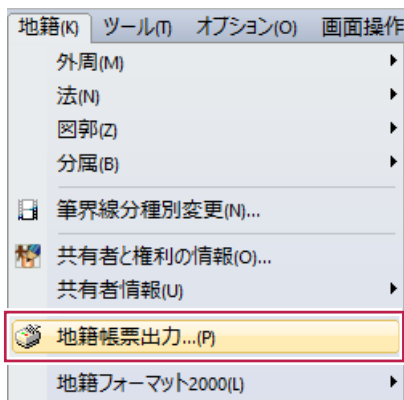 地籍(K) ツール(T) オプション(O) 画面操作
外周(M)
法(N)
図郭(Z)
分属(B)
筆界線分種別変更(N)...
共有者と権利の情報(O)...
共有者情報(U)
地籍帳票出力...(P)
地籍フォーマット2000(L)